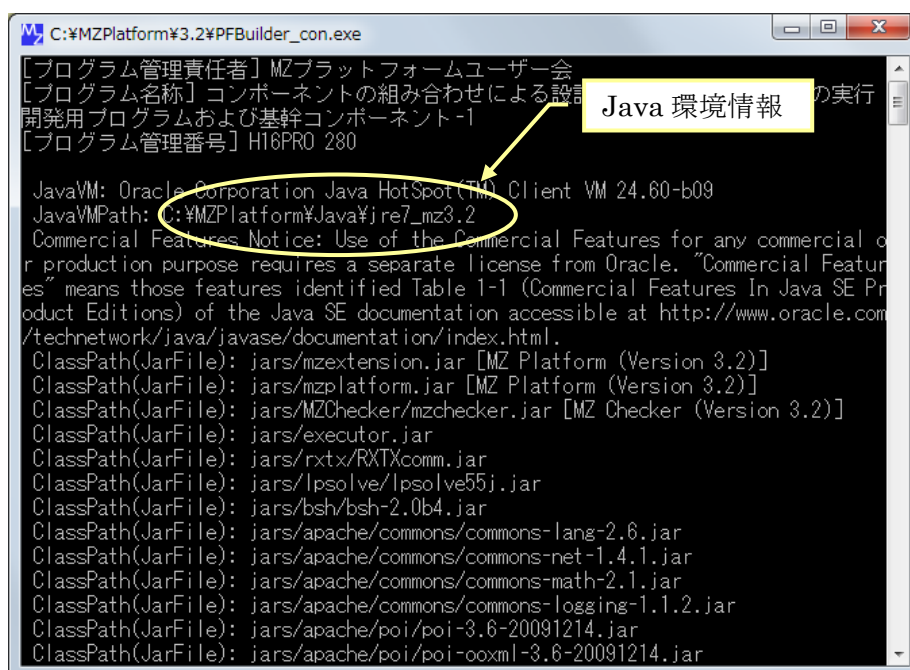 C:¥MZPlatform¥3.2¥PFBuilder_con.exe
[プログラム管理責任者] MZプラットフォームユーザー会
[プログラム名称] コンポーネントの組み合わせによる設 の実行
Java 環境情報
開発用プログラムおよび基幹コンポーネント-1
[プログラム管理番号] H16PRO 280
JavaVM: Oracle Corporation Java HotSpot(TM) Client VM 24.60-b09
JavaVMPath: C:¥MZPlatform¥Java¥jre7_mz3.2
Commercial Features Notice: Use of the Commercial Features for any commercial o
r production purpose requires a separate license from Oracle. "Commercial Featur
es" means those features identified Table 1-1 (Commercial Features In Java SE Pr
oduct Editions) of the Java SE documentation accessible at http://www.oracle.com
/technetwork/java/javase/documentation/index.html.
ClassPath(JarFile): jars/mzextension.jar [MZ Platform (Version 3.2)]
ClassPath(JarFile): jars/mzplatform.jar [MZ Platform (Version 3.2)]
ClassPath(JarFile): jars/MZChecker/mzchecker.jar [MZ Checker (Version 3.2)]
ClassPath(JarFile): jars/executor.jar
ClassPath(JarFile): jars/rxtx/RXTXcomm.jar
ClassPath(JarFile): jars/lpsolve/lpsolve55j.jar
ClassPath(JarFile): jars/bsh/bsh-2.0b4.jar
ClassPath(JarFile): jars/apache/commons/commons-lang-2.6.jar
ClassPath(JarFile): jars/apache/commons/commons-net-1.4.1.jar
ClassPath(JarFile): jars/apache/commons/commons-math-2.1.jar
ClassPath(JarFile): jars/apache/commons/commons-logging-1.1.2.jar
ClassPath(JarFile): jars/apache/poi/poi-3.6-20091214.jar
ClassPath(JarFile): jars/apache/poi/poi-ooxml-3.6-20091214.jar